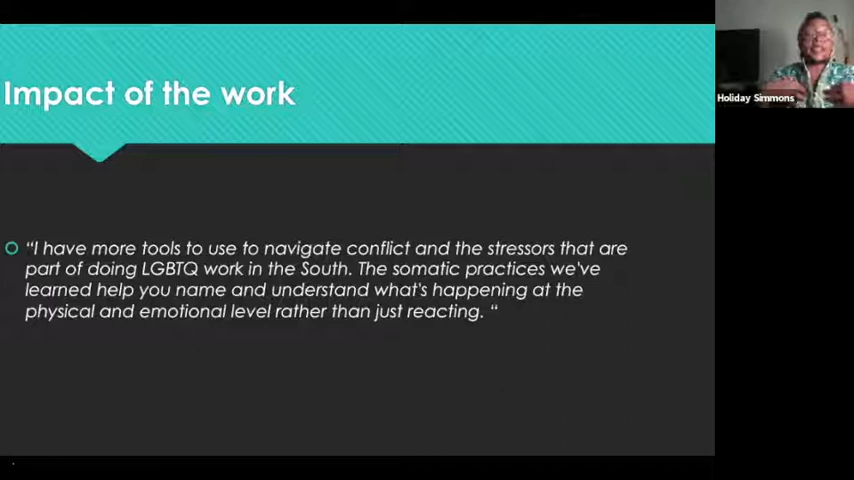 Impact of the work
Holiday Simmons
“I have more tools to use to navigate conflict and the stressors that are
part of doing LGBTQ work in the South. The somatic practices we've
learned help you name and understand what's happening at the
physical and emotional level rather than just reacting. “